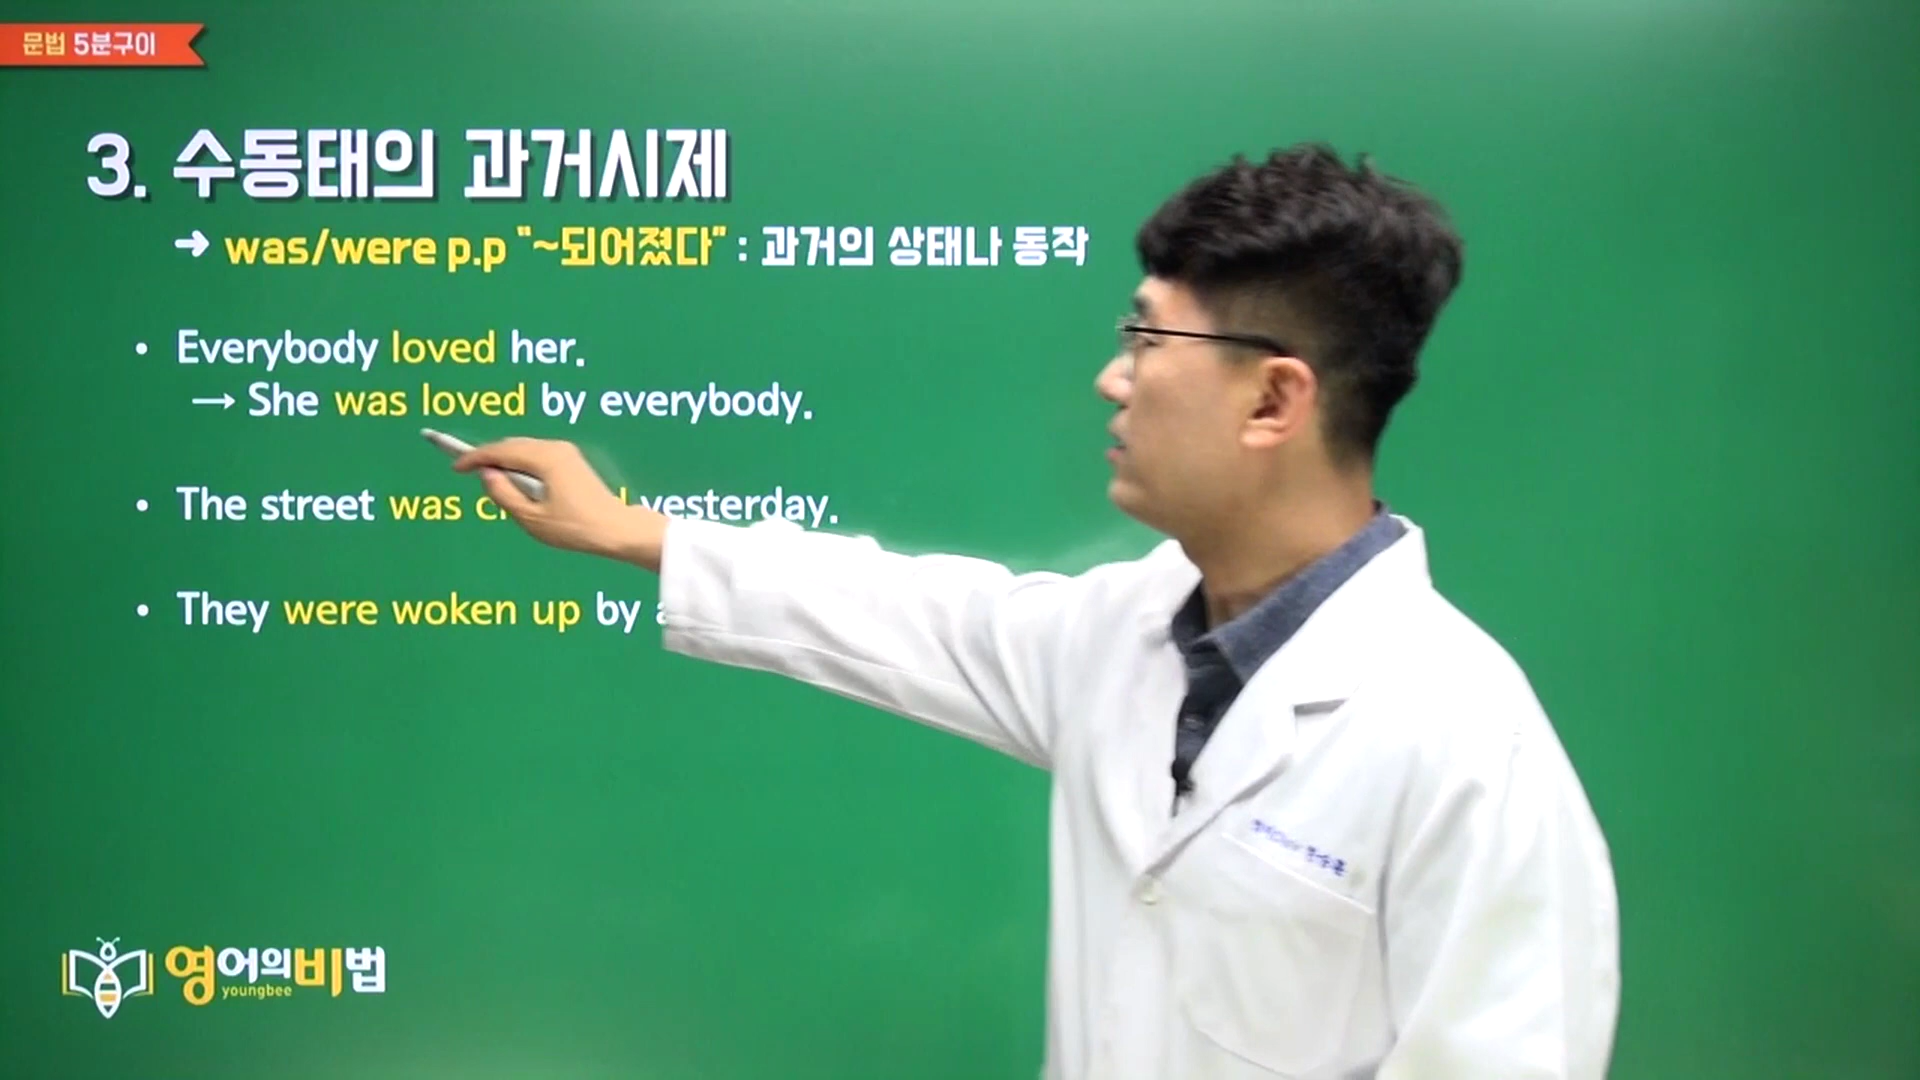 문법 5분구이
3. 수동태의 과거시제
➜ was/were p.p "~되어졌다" : 과거의 상태나 동작
• Everybody loved her.
→ She was loved by everybody.
• The street was yesterday.
• They were woken up by
영어의비법
youngbee